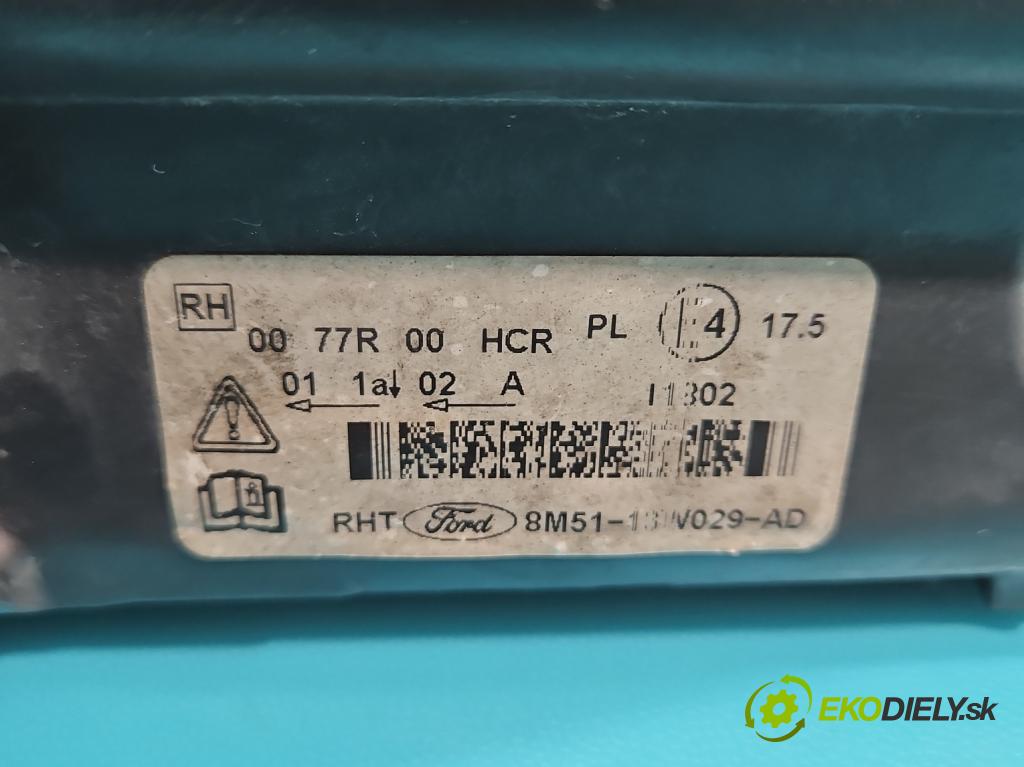 RH
00 77R 00 HCR PL E4 17.5
01 1a 02 A 11302
RHT Ford 8M51-13W029-AD
EKODIELY.sk